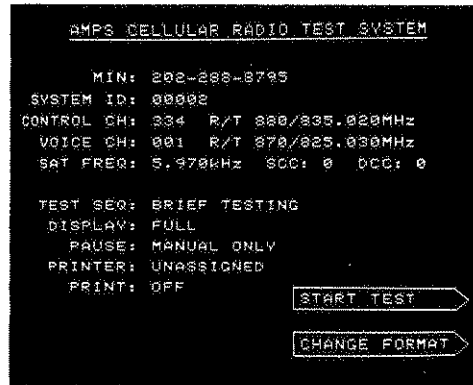 AMPS CELLULAR RADIO TEST SYSTEM
MIN: 202-288-8795
SYSTEM ID: 00002
CONTROL CH: 334 R/T 880/835.020MHz
VOICE CH: 001 R/T 870/825.030MHz
SAT FREQ: 5.970KHz SCC: 0 DCC: 0
TEST SEQ: BRIEF TESTING
DISPLAY: FULL
PAUSE: MANUAL ONLY
PRINTER: UNASSIGNED
PRINT: OFF
START TEST
CHANGE FORMAT